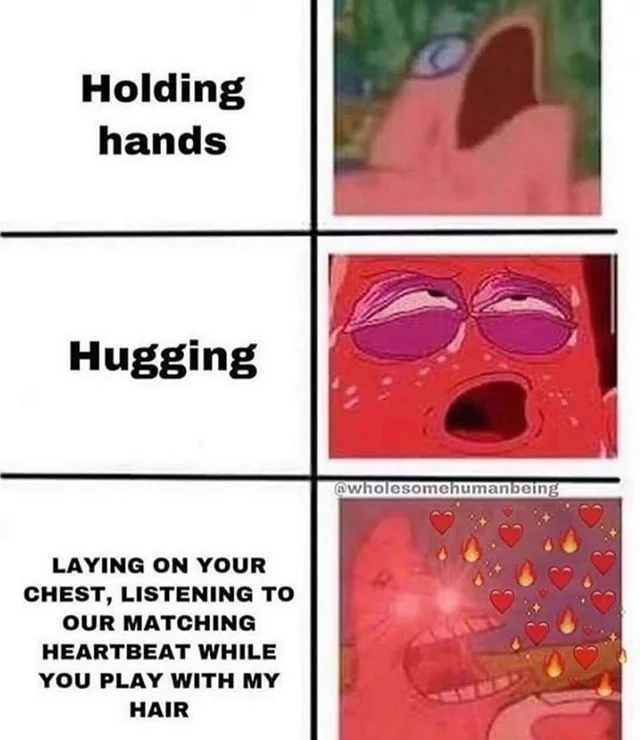 Holding
hands
Hugging
@wholesomehumanbeing
LAYING ON YOUR
CHEST, LISTENING TO
OUR MATCHING
HEARTBEAT WHILE
YOU PLAY WITH MY
HAIR